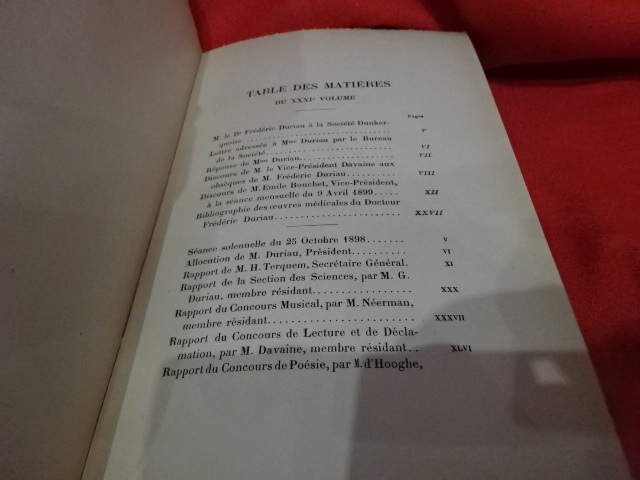 TABLE DES MATIÈRES
DU XXXIe VOLUME
Pages
M. le Dr Frédéric Duriau à la Société Dunker-
quoise.............................. V
Lettre adressée à Mme Duriau par le Bureau
de la Société....................... VI
Réponse de Mme Duriau................ VII
Discours de M. le Vice-Président Davaine aux
obsèques de M. Frédéric Duriau....... VIII
Discours de M. Emile Bouchet, Vice-Président,
à la séance mensuelle du 9 Avril 1899..... XII
Bibliographie des œuvres médicales du Docteur
Frédéric Duriau..................... XXVII
Séance solennelle du 25 Octobre 1898....... V
Allocution de M. Duriau, Président.......... VI
Rapport de M. H. Terquem, Secrétaire Général. XI
Rapport de la Section des Sciences, par M. G.
Duriau, membre résidant................ XXX
Rapport du Concours Musical, par M. Néerman,
membre résidant....................... XXXVII
Rapport du Concours de Lecture et de Décla-
mation, par M. Davaine, membre résidant.. XLVI
Rapport du Concours de Poésie, par M. d'Hooghe,